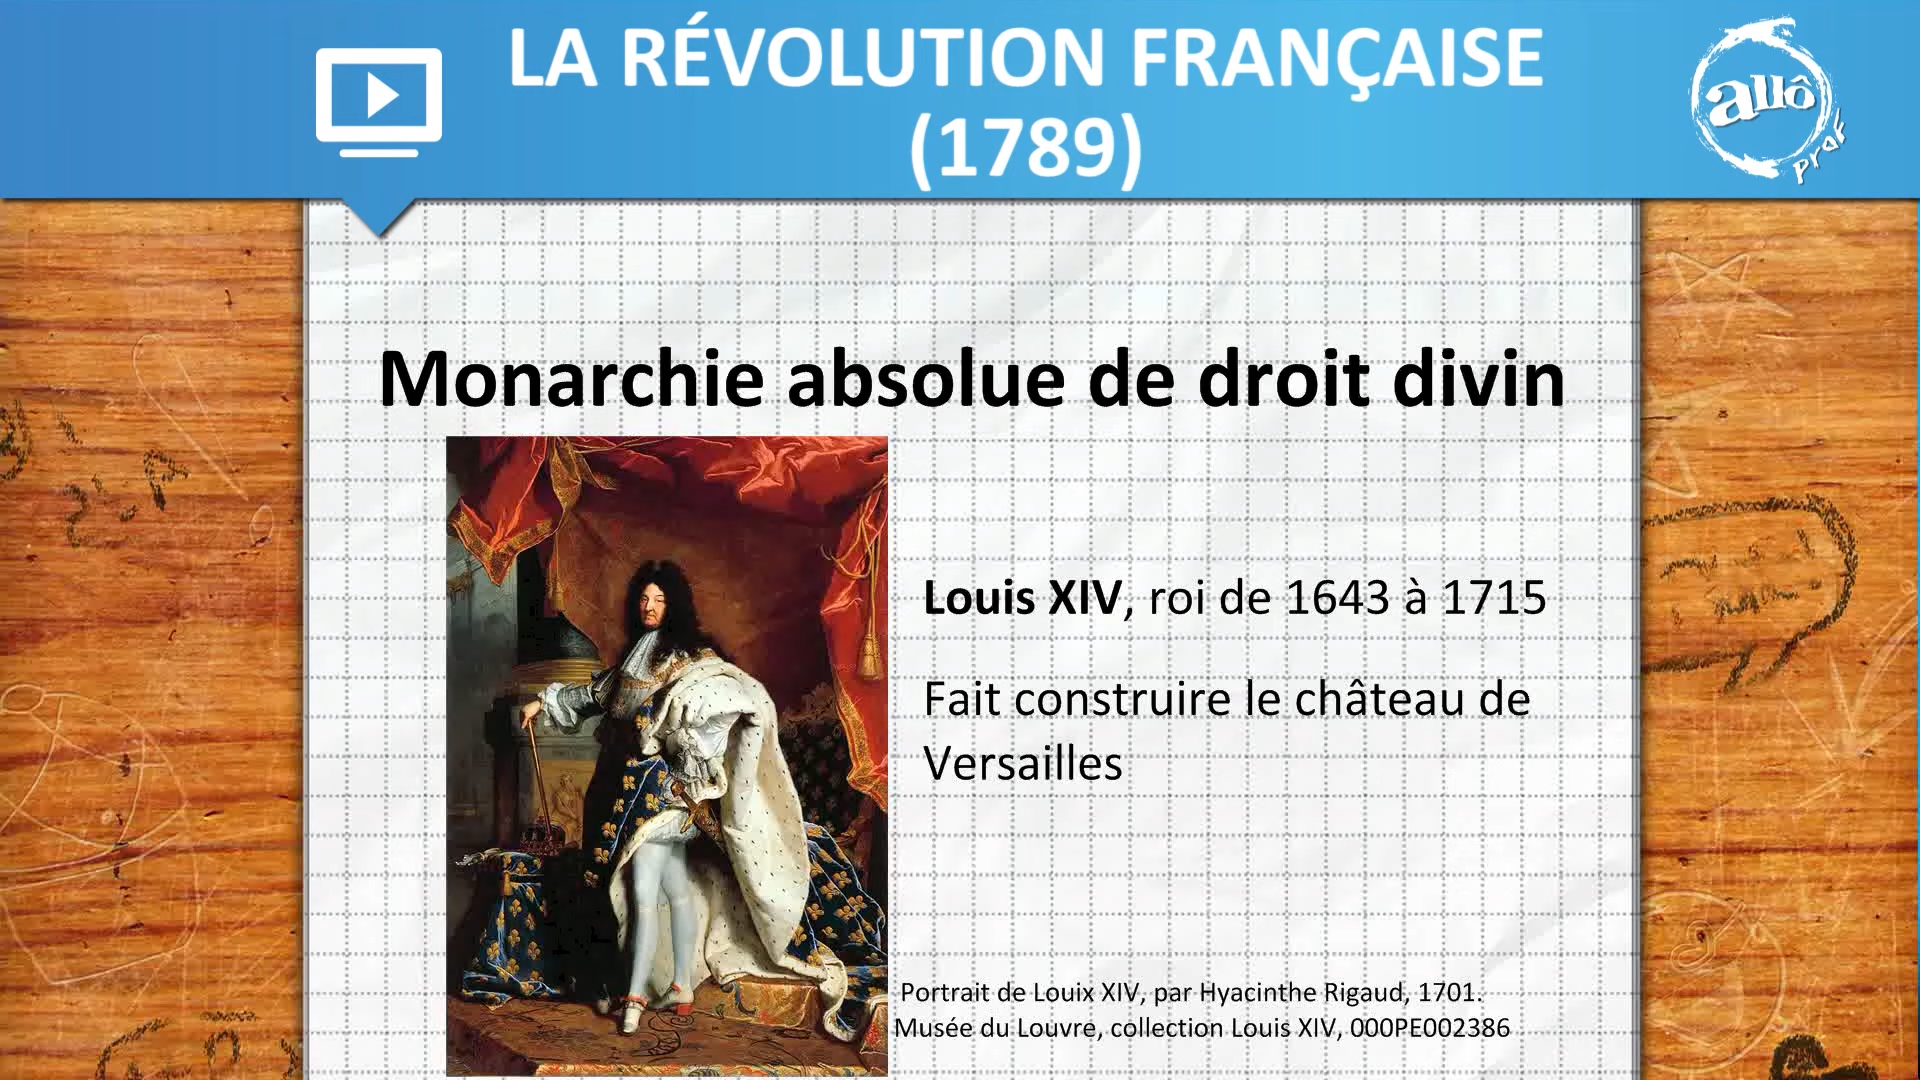 LA RÉVOLUTION FRANÇAISE
(1789)
allô
prof
Monarchie absolue de droit divin
Louis XIV, roi de 1643 à 1715
Fait construire le château de
Versailles
Portrait de Louix XIV, par Hyacinthe Rigaud, 1701.
Musée du Louvre, collection Louis XIV, 000PE002386